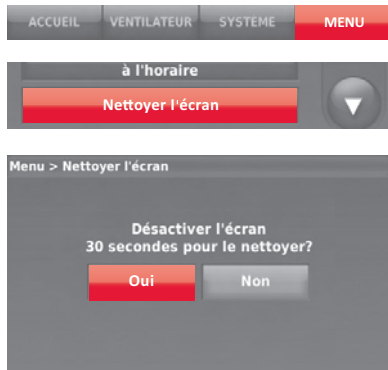 ACCUEIL VENTILATEUR SYSTEME MENU
à l'horaire
Nettoyer l'écran
Menu > Nettoyer l'écran
Désactiver l'écran
30 secondes pour le nettoyer?
Oui Non